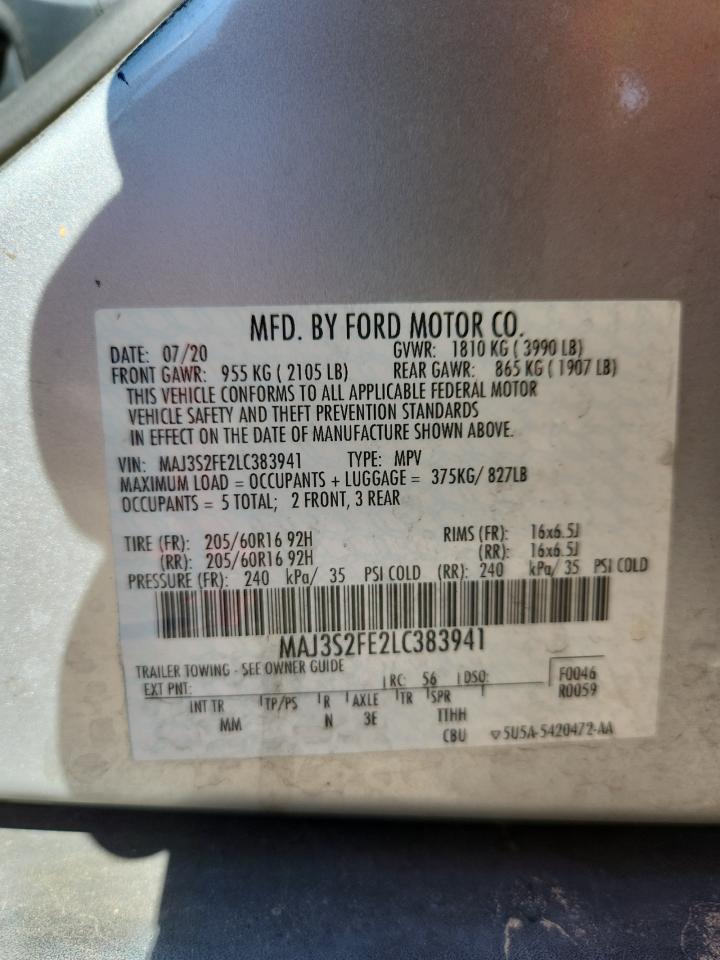 MFD. BY FORD MOTOR CO.
DATE: 07/20 GVWR: 1810 KG ( 3990 LB)
FRONT GAWR: 955 KG ( 2105 LB) REAR GAWR: 865 KG ( 1907 LB)
THIS VEHICLE CONFORMS TO ALL APPLICABLE FEDERAL MOTOR
VEHICLE SAFETY AND THEFT PREVENTION STANDARDS
IN EFFECT ON THE DATE OF MANUFACTURE SHOWN ABOVE.
VIN: MAJ3S2FE2LC383941 TYPE: MPV
MAXIMUM LOAD = OCCUPANTS + LUGGAGE = 375KG/ 827LB
OCCUPANTS = 5 TOTAL; 2 FRONT, 3 REAR
TIRE (FR): 205/60R16 92H RIMS (FR): 16x6.5J
(RR): 205/60R16 92H (RR): 16x6.5J
PRESSURE (FR): 240 kPa/ 35 PSI COLD (RR): 240 kPa/ 35 PSI COLD
MAJ3S2FE2LC383941
TRAILER TOWING - SEE OWNER GUIDE
EXT PNT: RC: 56 DSO: F0046
R0059
INT TR TP/PS R AXLE TR SPR
MM N 3E TTHH
CBU 5U5A-5420472-AA